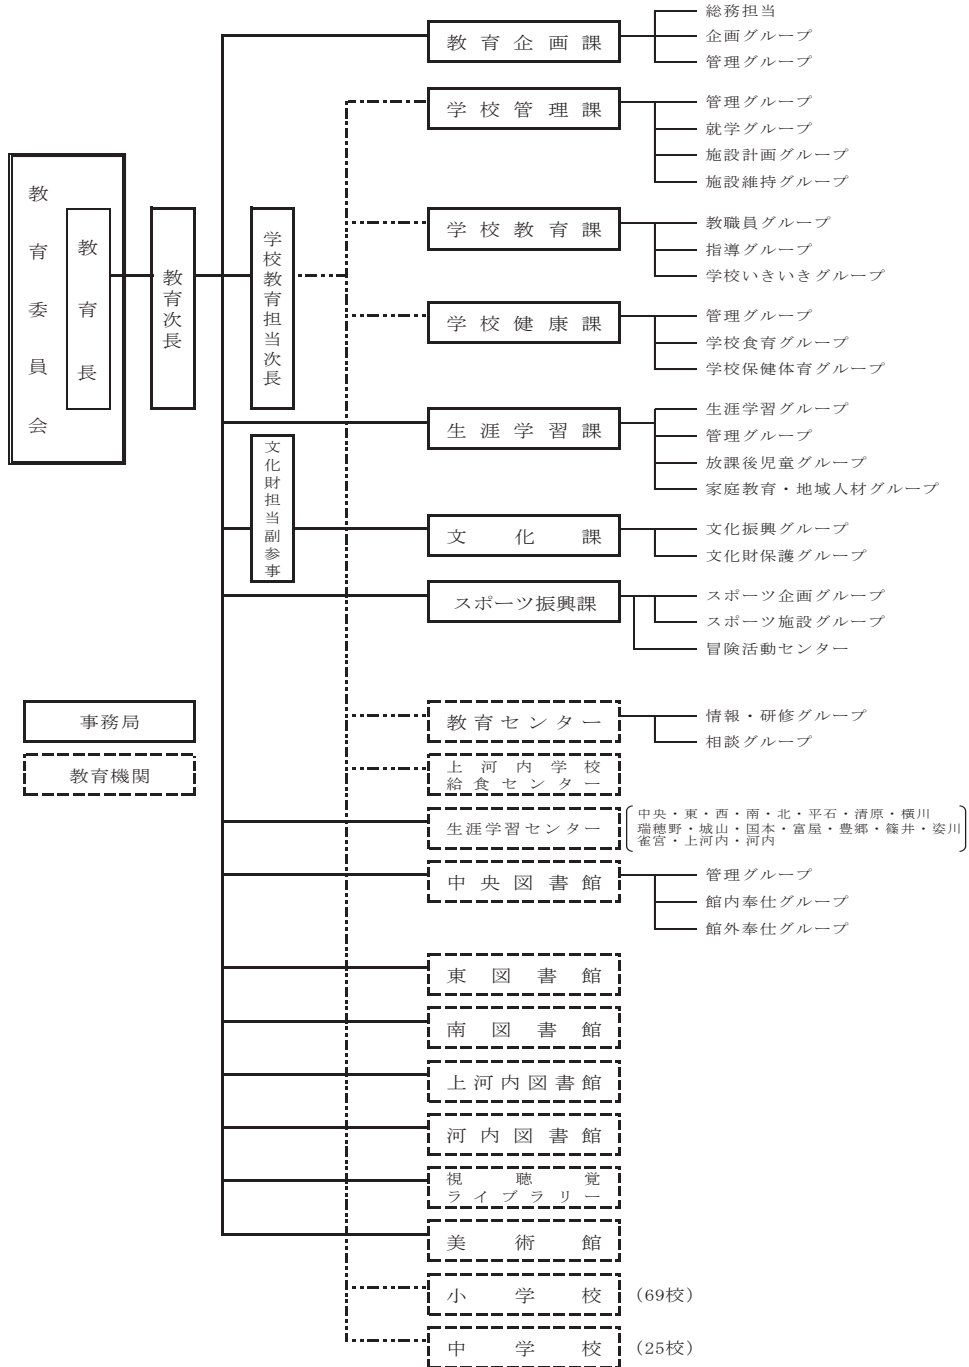 教育委員会
教育長
教育次長
学校教育担当次長
文化財担当副参事
事務局
教育機関
教育企画課
総務担当
企画グループ
管理グループ
学校管理課
管理グループ
就学グループ
施設計画グループ
施設維持グループ
学校教育課
教職員グループ
指導グループ
学校いきいきグループ
学校健康課
管理グループ
学校食育グループ
学校保健体育グループ
生涯学習課
生涯学習グループ
管理グループ
放課後児童グループ
家庭教育・地域人材グループ
文化課
文化振興グループ
文化財保護グループ
スポーツ振興課
スポーツ企画グループ
スポーツ施設グループ
冒険活動センター
教育センター
情報・研修グループ
相談グループ
上河内学校
給食センター
生涯学習センター
中央・東・西・南・北・平石・清原・横川
瑞穂野・城山・国本・富屋・豊郷・篠井・姿川
雀宮・上河内・河内
中央図書館
管理グループ
館内奉仕グループ
館外奉仕グループ
東図書館
南図書館
上河内図書館
河内図書館
視聴覚
ライブラリー
美術館
小学校
（69校）
中学校
（25校）